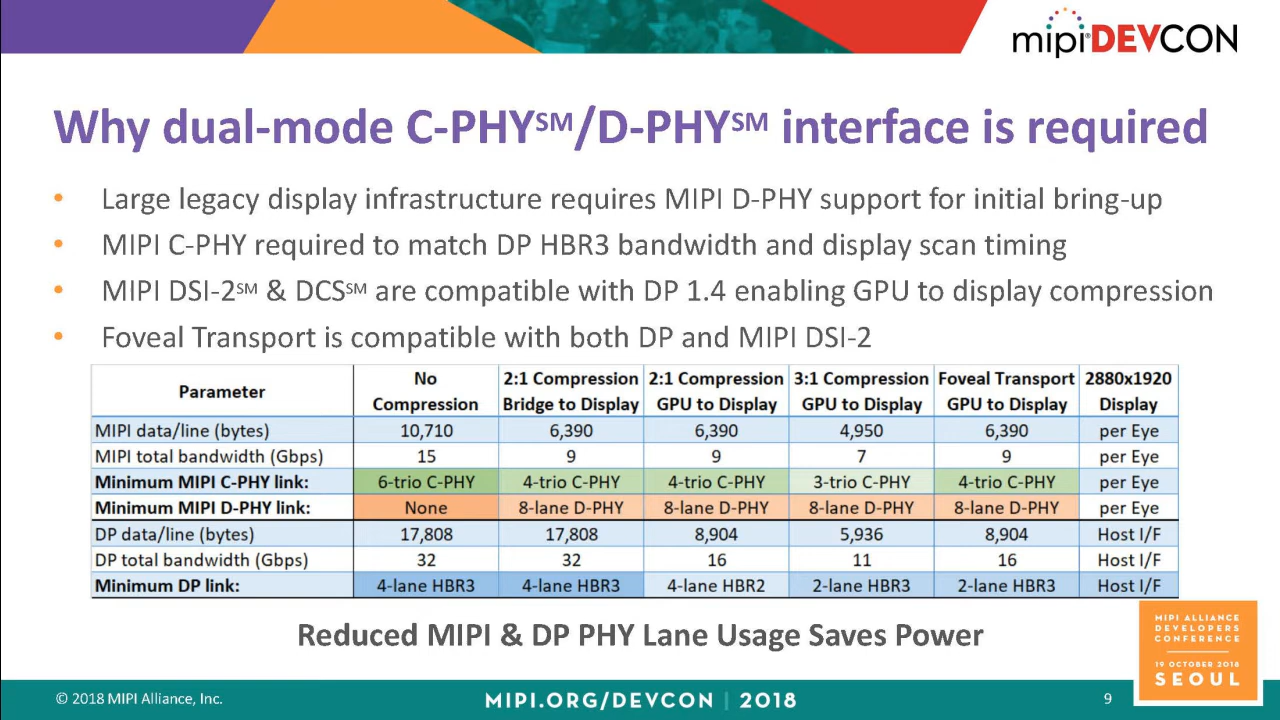 mipi DEVCON
Why dual-mode C-PHY℠/D-PHY℠ interface is required
• Large legacy display infrastructure requires MIPI D-PHY support for initial bring-up
• MIPI C-PHY required to match DP HBR3 bandwidth and display scan timing
• MIPI DSI-2℠ & DCS℠ are compatible with DP 1.4 enabling GPU to display compression
• Foveal Transport is compatible with both DP and MIPI DSI-2
Parameter | No Compression | 2:1 Compression Bridge to Display | 2:1 Compression GPU to Display | 3:1 Compression GPU to Display | Foveal Transport GPU to Display | 2880x1920 Display
MIPI data/line (bytes) | 10,710 | 6,390 | 6,390 | 4,950 | 6,390 | per Eye
MIPI total bandwidth (Gbps) | 15 | 9 | 9 | 7 | 9 | per Eye
Minimum MIPI C-PHY link: | 6-trio C-PHY | 4-trio C-PHY | 4-trio C-PHY | 3-trio C-PHY | 4-trio C-PHY | per Eye
Minimum MIPI D-PHY link: | None | 8-lane D-PHY | 8-lane D-PHY | 8-lane D-PHY | 8-lane D-PHY | per Eye
DP data/line (bytes) | 17,808 | 17,808 | 8,904 | 5,936 | 8,904 | Host I/F
DP total bandwidth (Gbps) | 32 | 32 | 16 | 11 | 16 | Host I/F
Minimum DP link: | 4-lane HBR3 | 4-lane HBR3 | 4-lane HBR2 | 2-lane HBR3 | 2-lane HBR3 | Host I/F
Reduced MIPI & DP PHY Lane Usage Saves Power
MIPI ALLIANCE
DEVELOPERS
CONFERENCE
19 OCTOBER 2018
SEOUL
© 2018 MIPI Alliance, Inc.
MIPI.ORG/DEVCON | 2018
9